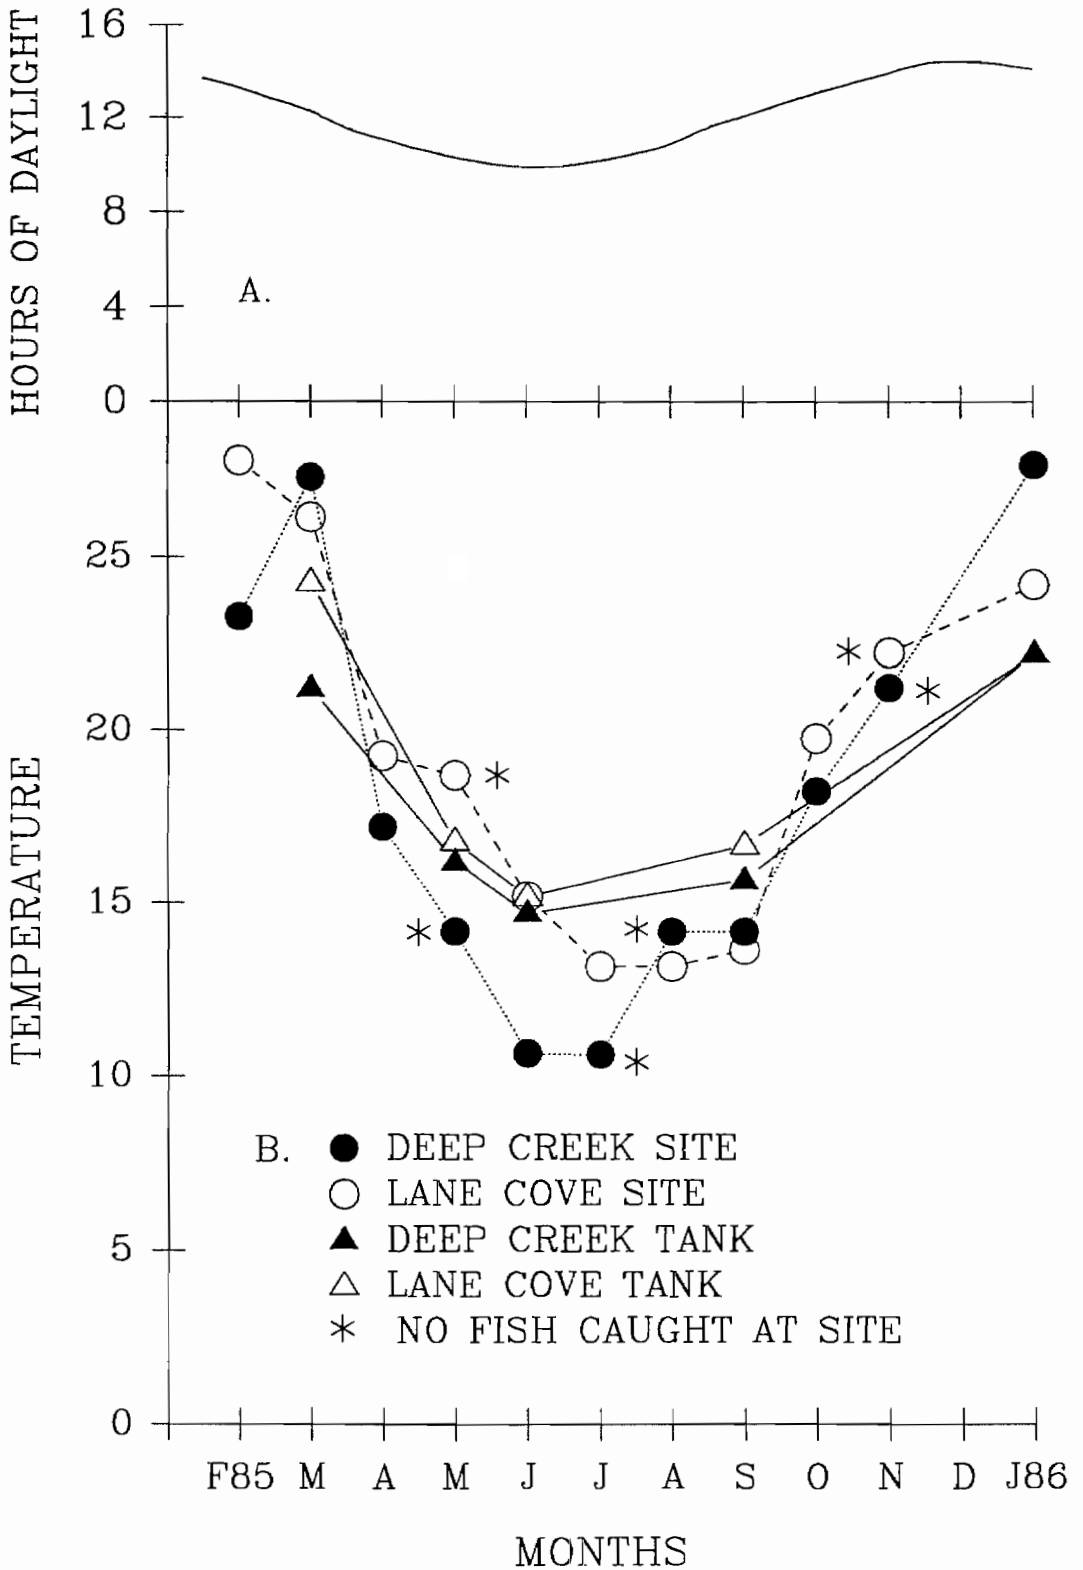 HOURS OF DAYLIGHT
16
12
8
4
0
A.
TEMPERATURE
25
20
15
10
5
0
B. ● DEEP CREEK SITE
○ LANE COVE SITE
▲ DEEP CREEK TANK
△ LANE COVE TANK
* NO FISH CAUGHT AT SITE
F85 M A M J J A S O N D J86
MONTHS